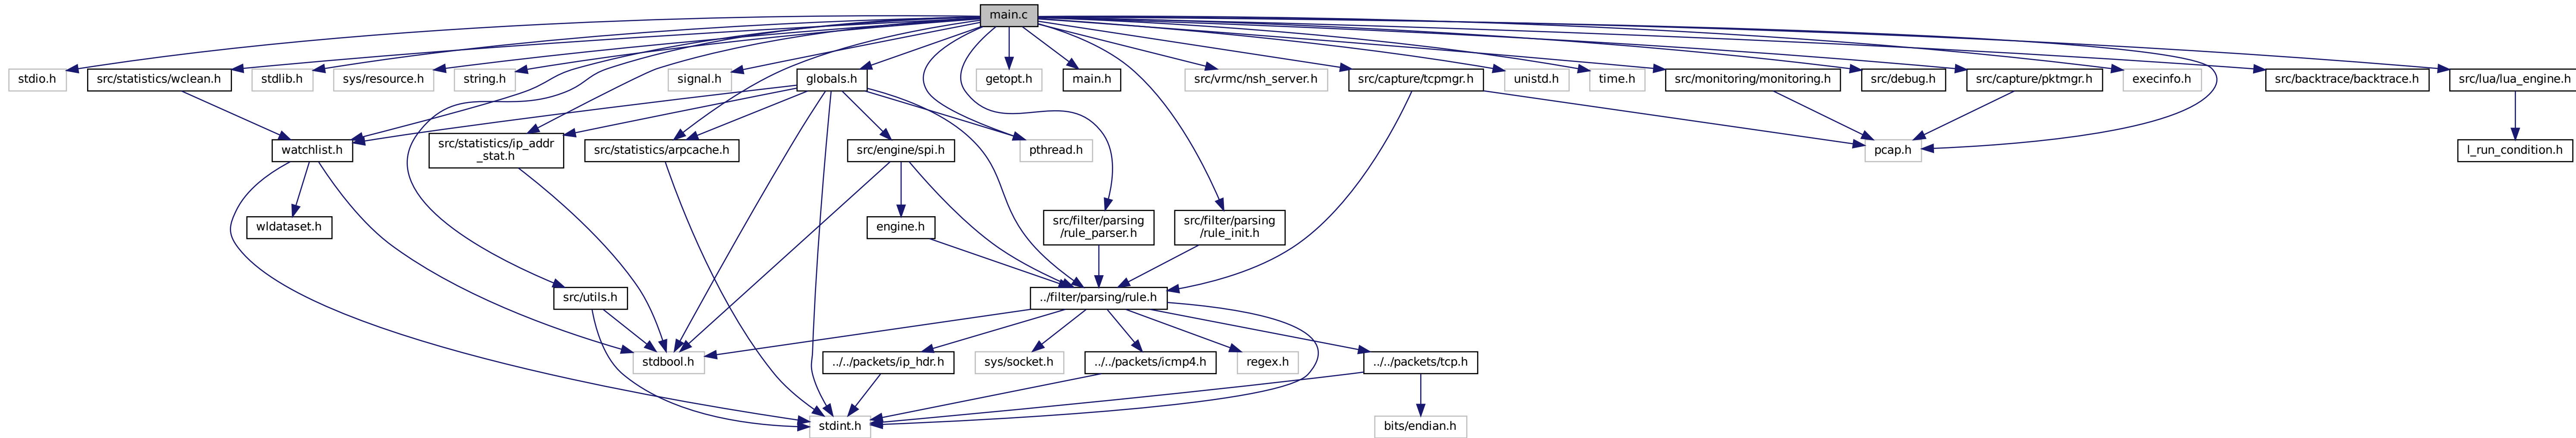 main.c
stdio.h
src/statistics/wclean.h
stdlib.h
sys/resource.h
string.h
signal.h
globals.h
getopt.h
main.h
src/vrmc/nsh_server.h
src/capture/tcpmgr.h
unistd.h
time.h
src/monitoring/monitoring.h
src/debug.h
src/capture/pktmgr.h
execinfo.h
src/backtrace/backtrace.h
src/lua/lua_engine.h
watchlist.h
src/statistics/ip_addr
_stat.h
src/statistics/arpcache.h
src/engine/spi.h
pthread.h
pcap.h
l_run_condition.h
wldataset.h
engine.h
src/filter/parsing
/rule_parser.h
src/filter/parsing
/rule_init.h
src/utils.h
../filter/parsing/rule.h
stdbool.h
../../packets/ip_hdr.h
sys/socket.h
../../packets/icmp4.h
regex.h
../../packets/tcp.h
stdint.h
bits/endian.h